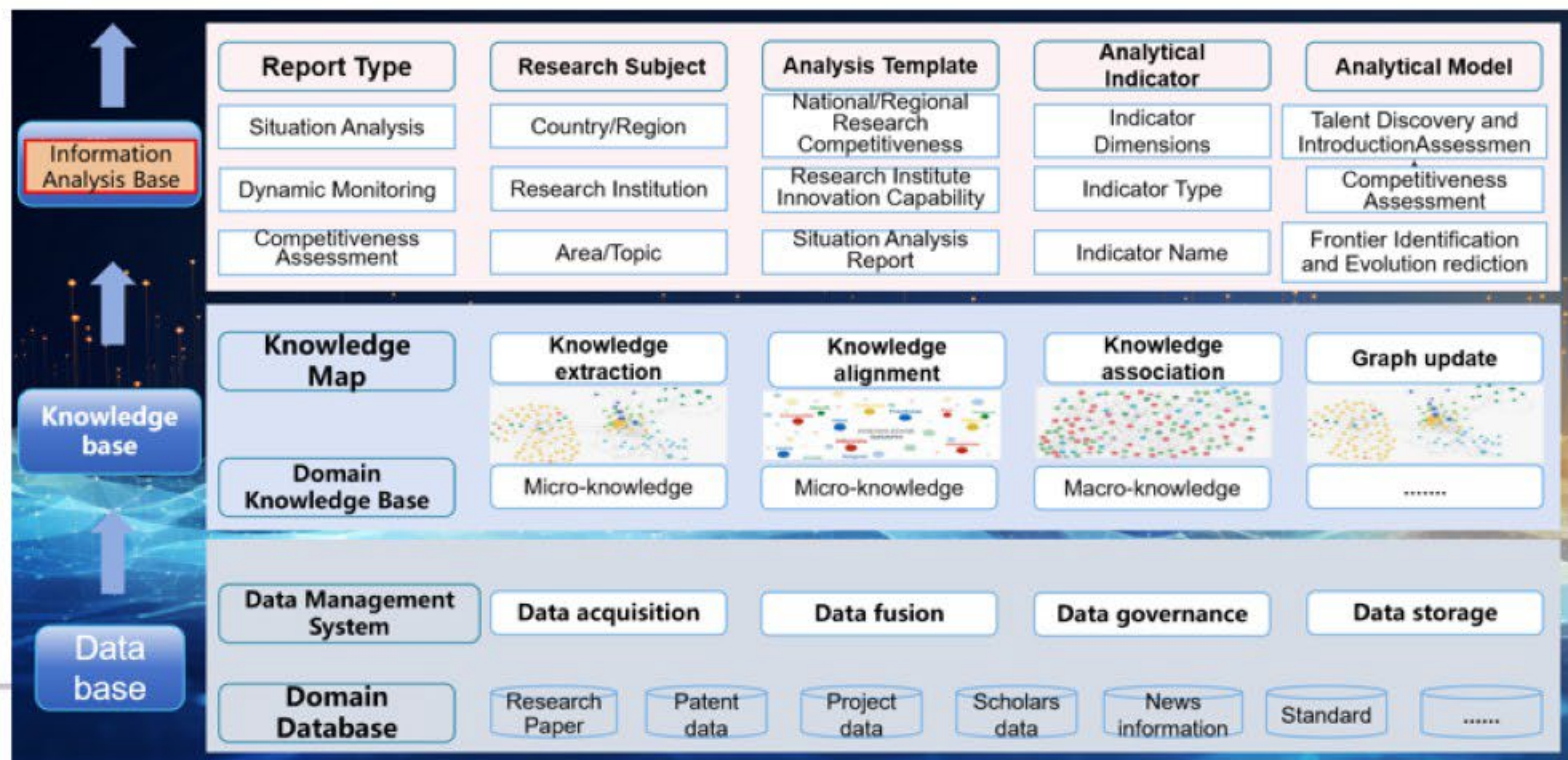 Report Type
Research Subject
Analysis Template
Analytical
Indicator
Analytical Model
Situation Analysis
Country/Region
National/Regional
Research
Competitiveness
Indicator
Dimensions
Talent Discovery and
IntroductionAssessmen
Information
Analysis Base
Dynamic Monitoring
Research Institution
Research Institute
Innovation Capability
Indicator Type
Competitiveness
Assessment
Competitiveness
Assessment
Area/Topic
Situation Analysis
Report
Indicator Name
Frontier Identification
and Evolution rediction
Knowledge
base
Knowledge
Map
Knowledge
extraction
Knowledge
alignment
Knowledge
association
Graph update
Domain
Knowledge Base
Micro-knowledge
Micro-knowledge
Macro-knowledge
.......
Data
base
Data Management
System
Data acquisition
Data fusion
Data governance
Data storage
Domain
Database
Research
Paper
Patent
data
Project
data
Scholars
data
News
information
Standard
......